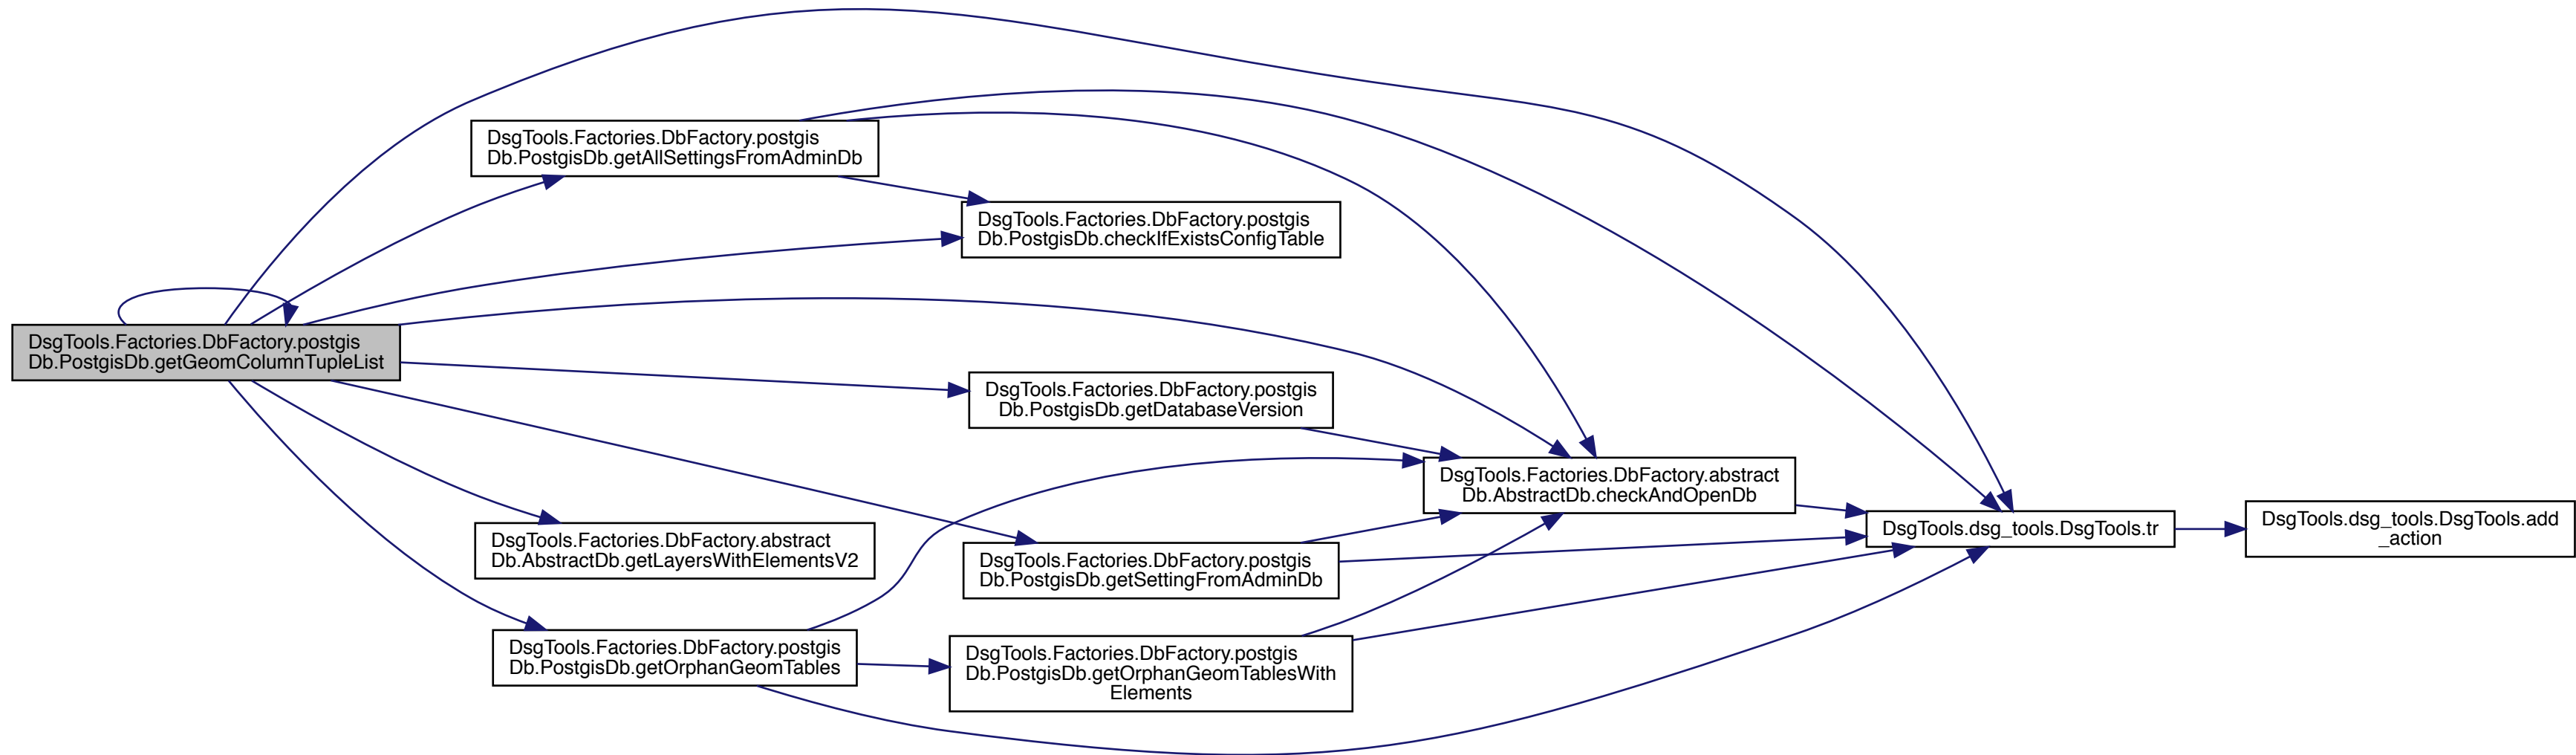 DsgTools.Factories.DbFactory.postgis
Db.PostgisDb.getGeomColumnTupleList
DsgTools.Factories.DbFactory.postgis
Db.PostgisDb.getAllSettingsFromAdminDb
DsgTools.Factories.DbFactory.postgis
Db.PostgisDb.checkIfExistsConfigTable
DsgTools.Factories.DbFactory.postgis
Db.PostgisDb.getDatabaseVersion
DsgTools.Factories.DbFactory.abstract
Db.AbstractDb.checkAndOpenDb
DsgTools.dsg_tools.DsgTools.tr
DsgTools.dsg_tools.DsgTools.add
_action
DsgTools.Factories.DbFactory.abstract
Db.AbstractDb.getLayersWithElementsV2
DsgTools.Factories.DbFactory.postgis
Db.PostgisDb.getSettingFromAdminDb
DsgTools.Factories.DbFactory.postgis
Db.PostgisDb.getOrphanGeomTables
DsgTools.Factories.DbFactory.postgis
Db.PostgisDb.getOrphanGeomTablesWith
Elements